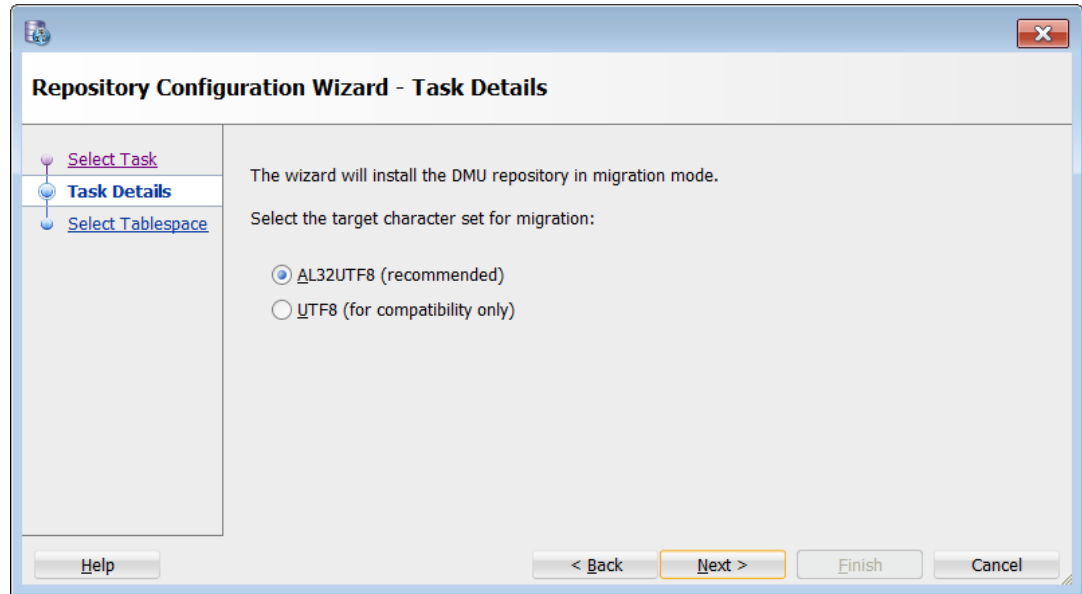 Repository Configuration Wizard - Task Details
Select Task
Task Details
Select Tablespace
The wizard will install the DMU repository in migration mode.
Select the target character set for migration:
AL32UTF8 (recommended)
UTF8 (for compatibility only)
Help
< Back
Next >
Finish
Cancel